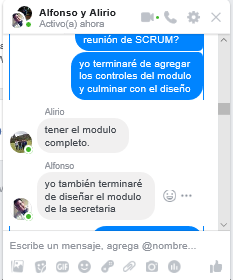 Alfonso y Alirio
Activo(a) ahora
reunión de SCRUM?
yo terminaré de agregar
los controles del modulo
y culminar con el diseño
Alirio
tener el modulo
completo.
Alfonso
yo también terminaré
de diseñar el modulo
de la secretaria
Escribe un mensaje, agrega @nombre...
GIF